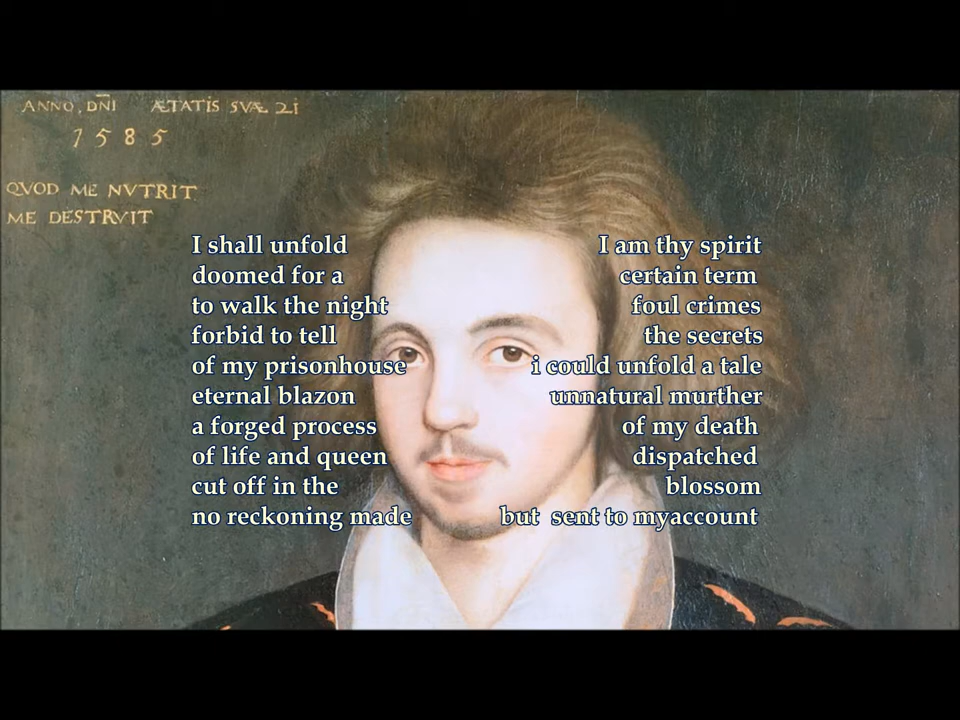 ANNO, DÑI ÆTATIS SVÆ 21
1585
QVOD ME NVTRIT
ME DESTRVIT
I shall unfold I am thy spirit
doomed for a certain term
to walk the night foul crimes
forbid to tell the secrets
of my prisonhouse i could unfold a tale
eternal blazon unnatural murther
a forged process of my death
of life and queen dispatched
cut off in the blossom
no reckoning made but sent to myaccount